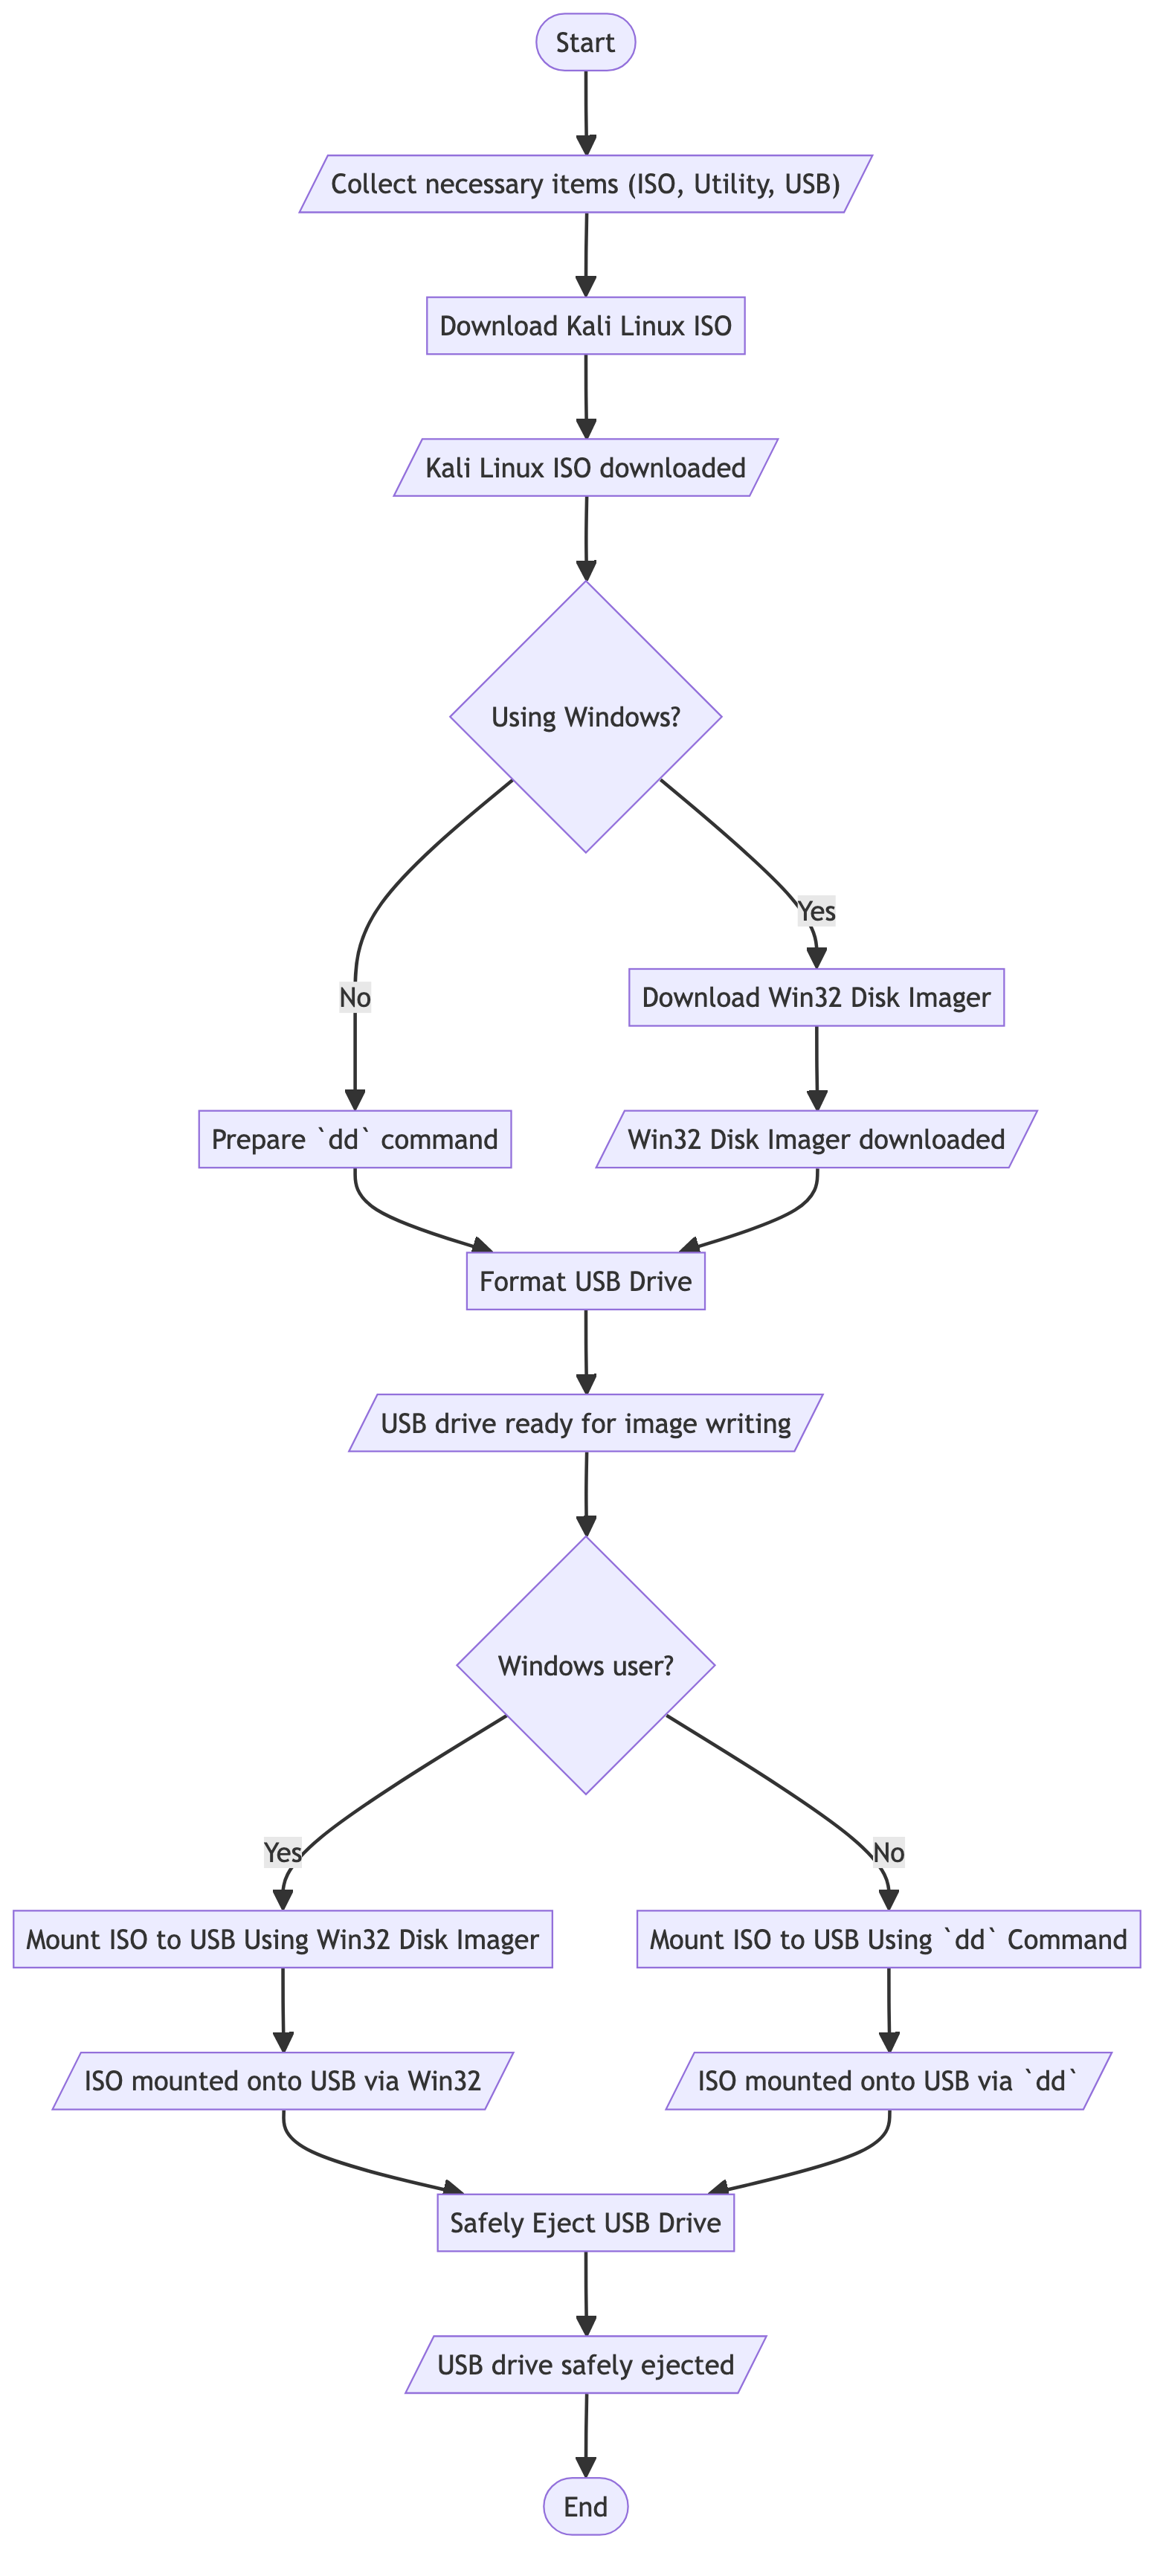 Start
Collect necessary items (ISO, Utility, USB)
Download Kali Linux ISO
Kali Linux ISO downloaded
Using Windows?
Yes
No
Download Win32 Disk Imager
Prepare `dd` command
Win32 Disk Imager downloaded
Format USB Drive
USB drive ready for image writing
Windows user?
Yes
No
Mount ISO to USB Using Win32 Disk Imager
Mount ISO to USB Using `dd` Command
ISO mounted onto USB via Win32
ISO mounted onto USB via `dd`
Safely Eject USB Drive
USB drive safely ejected
End